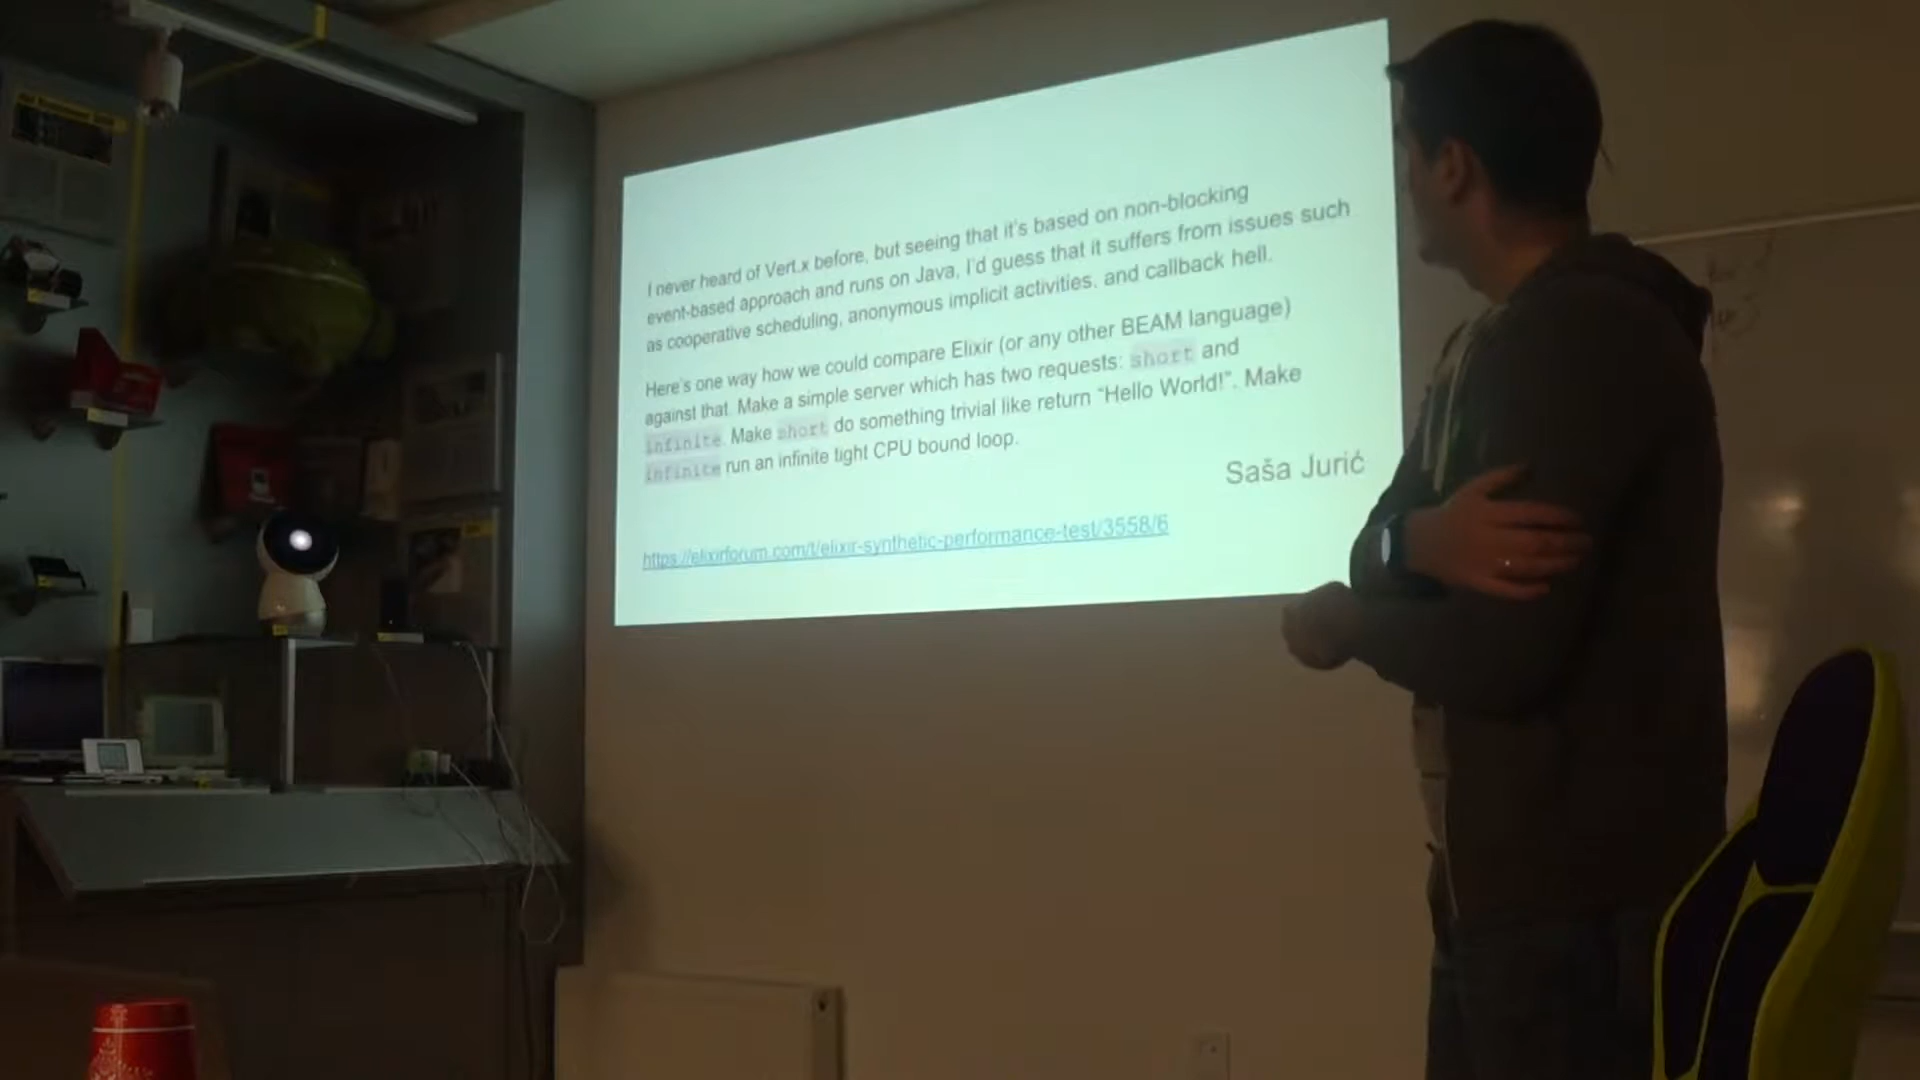 I never heard of Vert.x before, but seeing that it's based on non-blocking
event-based approach and runs on Java, I'd guess that it suffers from issues such
as cooperative scheduling, anonymous implicit activities, and callback hell.
Here's one way how we could compare Elixir (or any other BEAM language)
against that. Make a simple server which has two requests: short and
infinite. Make short do something trivial like return "Hello World!". Make
infinite run an infinite tight CPU bound loop.
Saša Jurić
https://elixirforum.com/t/elixir-synthetic-performance-test/3558/6